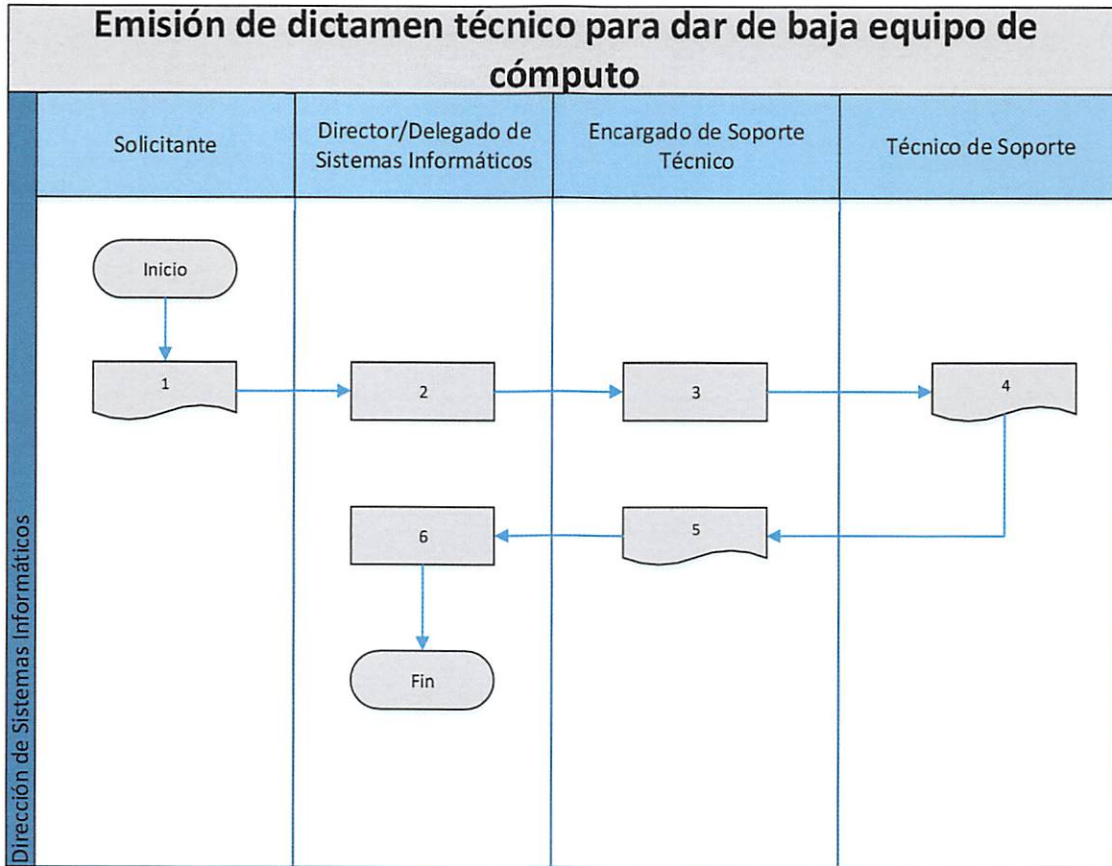 Emisión de dictamen técnico para dar de baja equipo de
cómputo
Solicitante
Director/Delegado de
Sistemas Informáticos
Encargado de Soporte
Técnico
Técnico de Soporte
Dirección de Sistemas Informáticos
Inicio
1
2
3
4
5
6
Fin